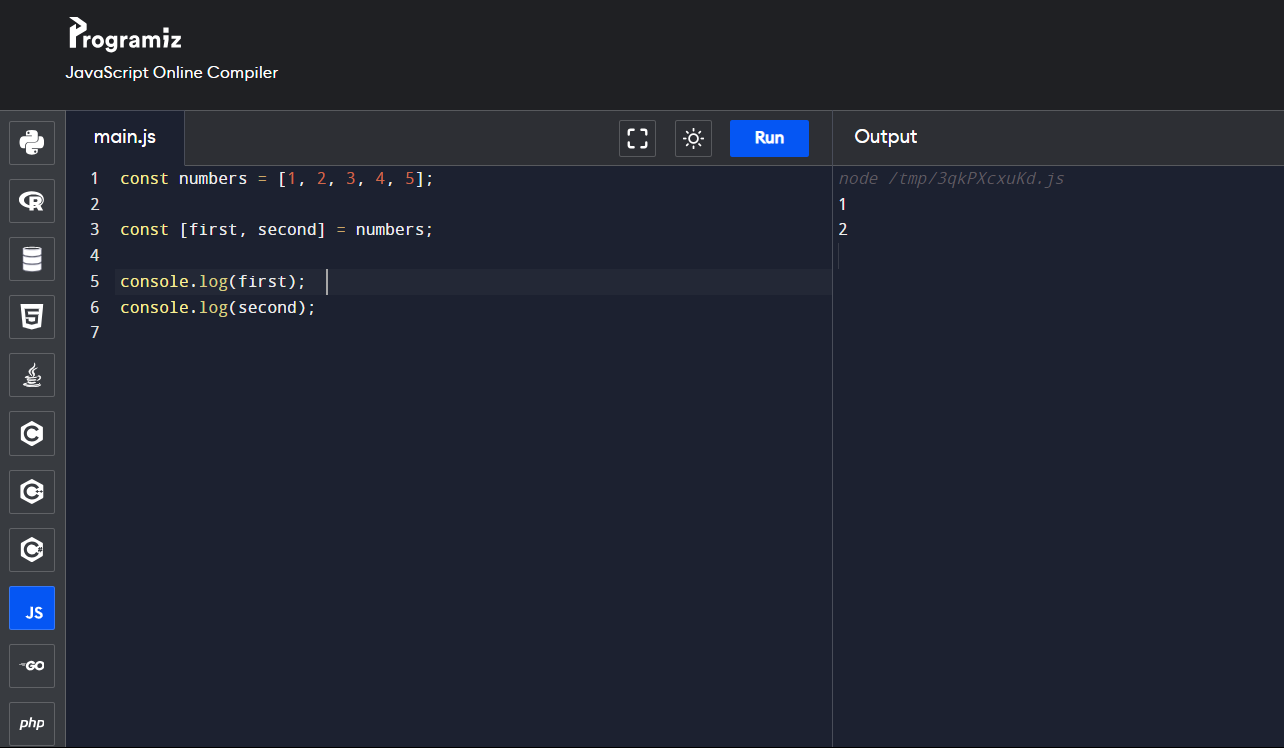 Programiz
JavaScript Online Compiler
main.js
Run
Output
1 const numbers = [1, 2, 3, 4, 5];
2
3 const [first, second] = numbers;
4
5 console.log(first);
6 console.log(second);
7
node /tmp/3qkPXcxuKd.js
1
2
R
5
C
C++
C#
JS
GO
php